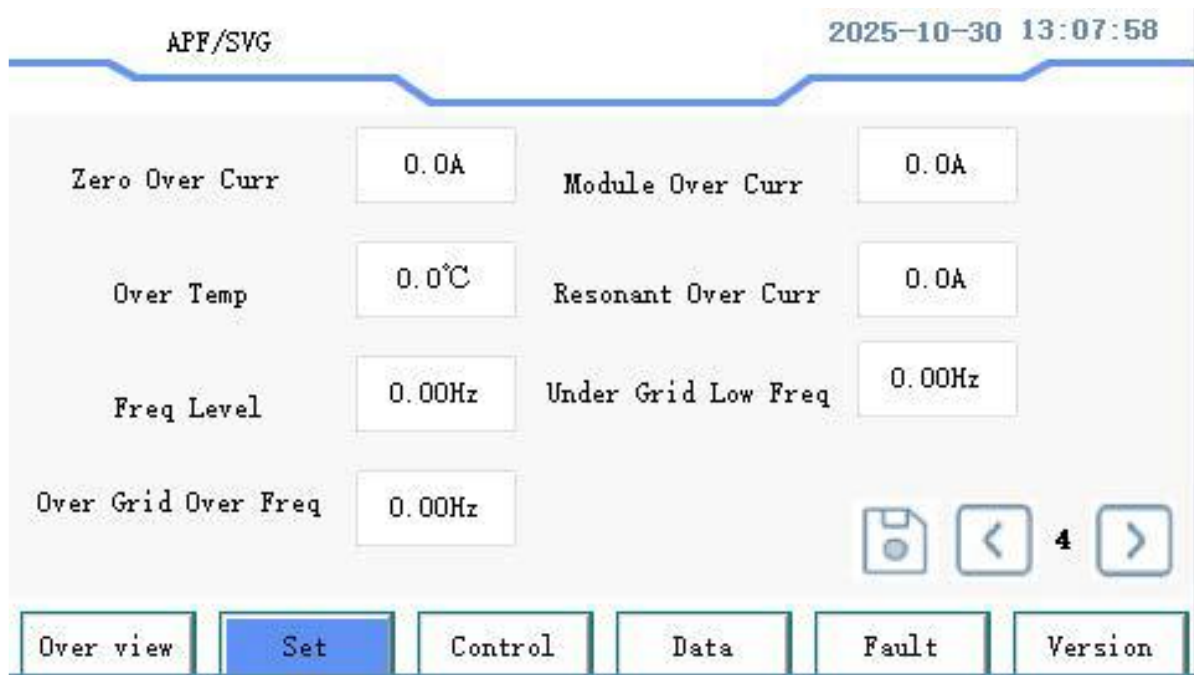 APF/SVG 2025-10-30 13:07:58
Zero Over Curr 0.0A Module Over Curr 0.0A
Over Temp 0.0℃ Resonant Over Curr 0.0A
Freq Level 0.00Hz Under Grid Low Freq 0.00Hz
Over Grid Over Freq 0.00Hz
4
Over view Set Control Data Fault Version